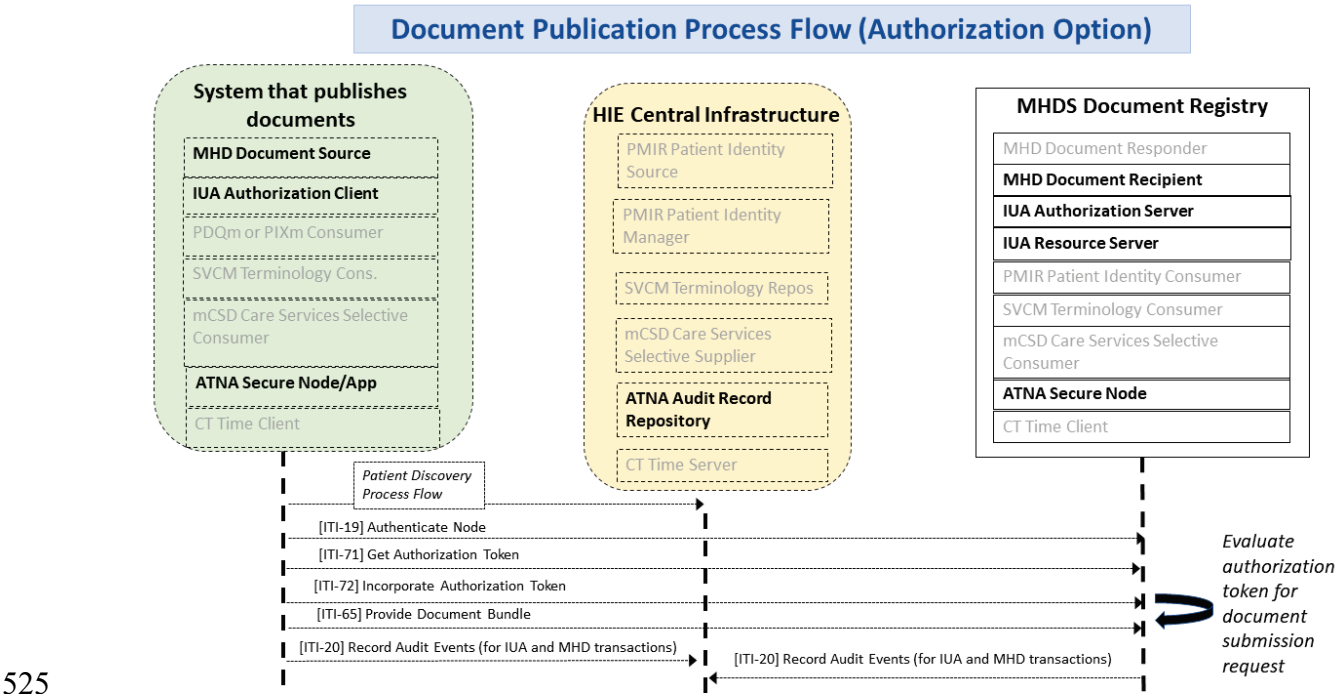 Document Publication Process Flow (Authorization Option)
System that publishes
documents
MHD Document Source
IUA Authorization Client
PDQm or PIXm Consumer
SVCM Terminology Cons.
mCSD Care Services Selective
Consumer
ATNA Secure Node/App
CT Time Client
HIE Central Infrastructure
PMIR Patient Identity
Source
PMIR Patient Identity
Manager
SVCM Terminology Repos
mCSD Care Services
Selective Supplier
ATNA Audit Record
Repository
CT Time Server
MHDS Document Registry
MHD Document Responder
MHD Document Recipient
IUA Authorization Server
IUA Resource Server
PMIR Patient Identity Consumer
SVCM Terminology Consumer
mCSD Care Services Selective
Consumer
ATNA Secure Node
CT Time Client
Patient Discovery
Process Flow
[ITI-19] Authenticate Node
[ITI-71] Get Authorization Token
[ITI-72] Incorporate Authorization Token
[ITI-65] Provide Document Bundle
[ITI-20] Record Audit Events (for IUA and MHD transactions)
[ITI-20] Record Audit Events (for IUA and MHD transactions)
Evaluate
authorization
token for
document
submission
request
525